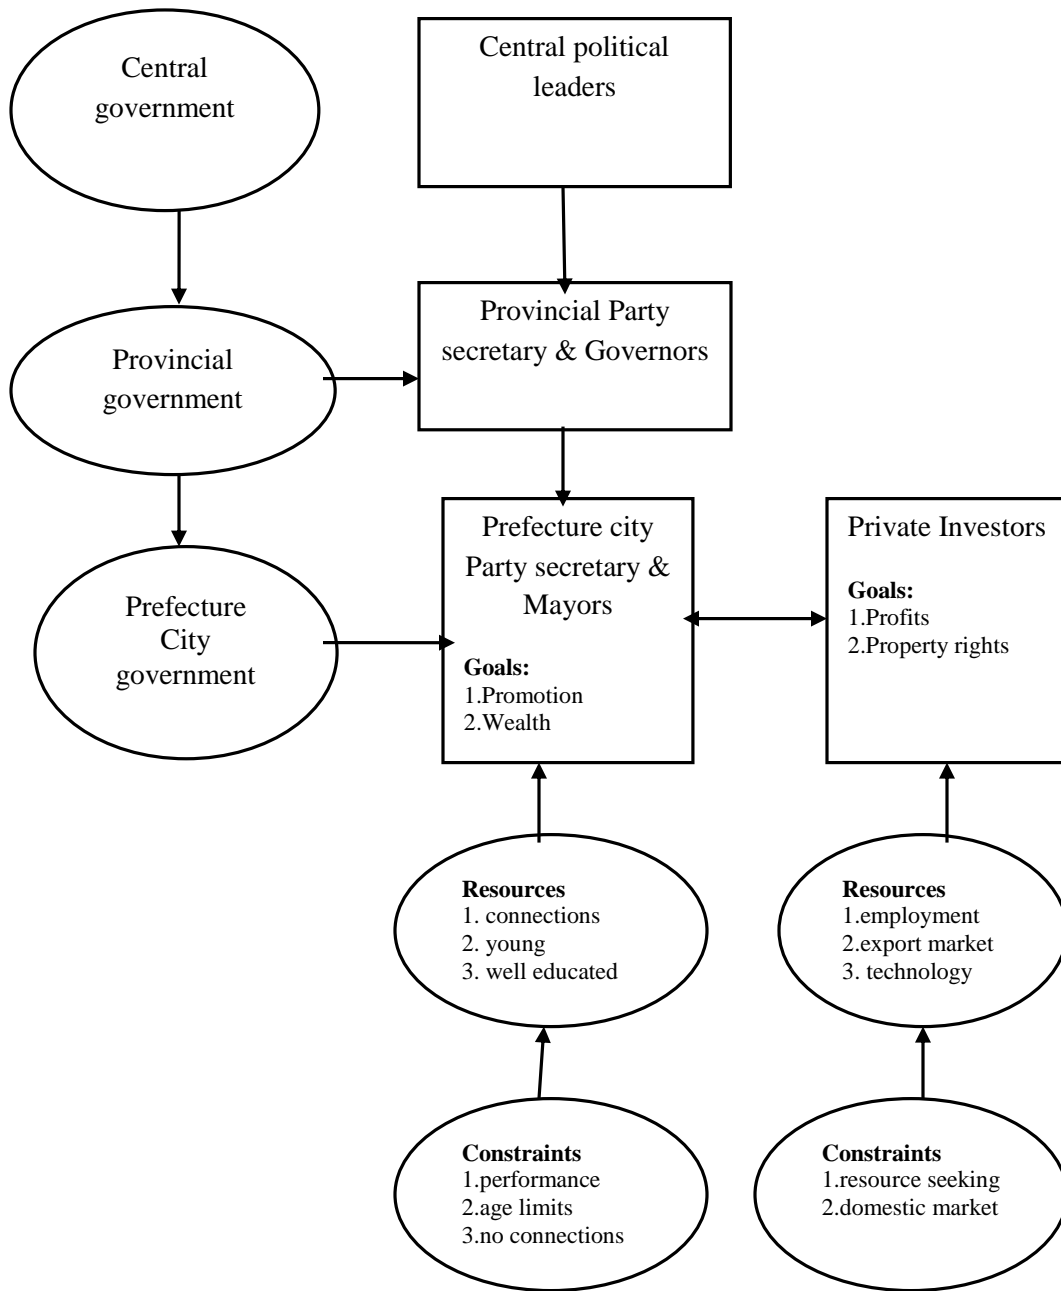 Central
government
Central political
leaders
Provincial
government
Provincial Party
secretary & Governors
Prefecture
City
government
Prefecture city
Party secretary &
Mayors
Goals:
1.Promotion
2.Wealth
Private Investors
Goals:
1.Profits
2.Property rights
Resources
1. connections
2. young
3. well educated
Resources
1.employment
2.export market
3. technology
Constraints
1.performance
2.age limits
3.no connections
Constraints
1.resource seeking
2.domestic market